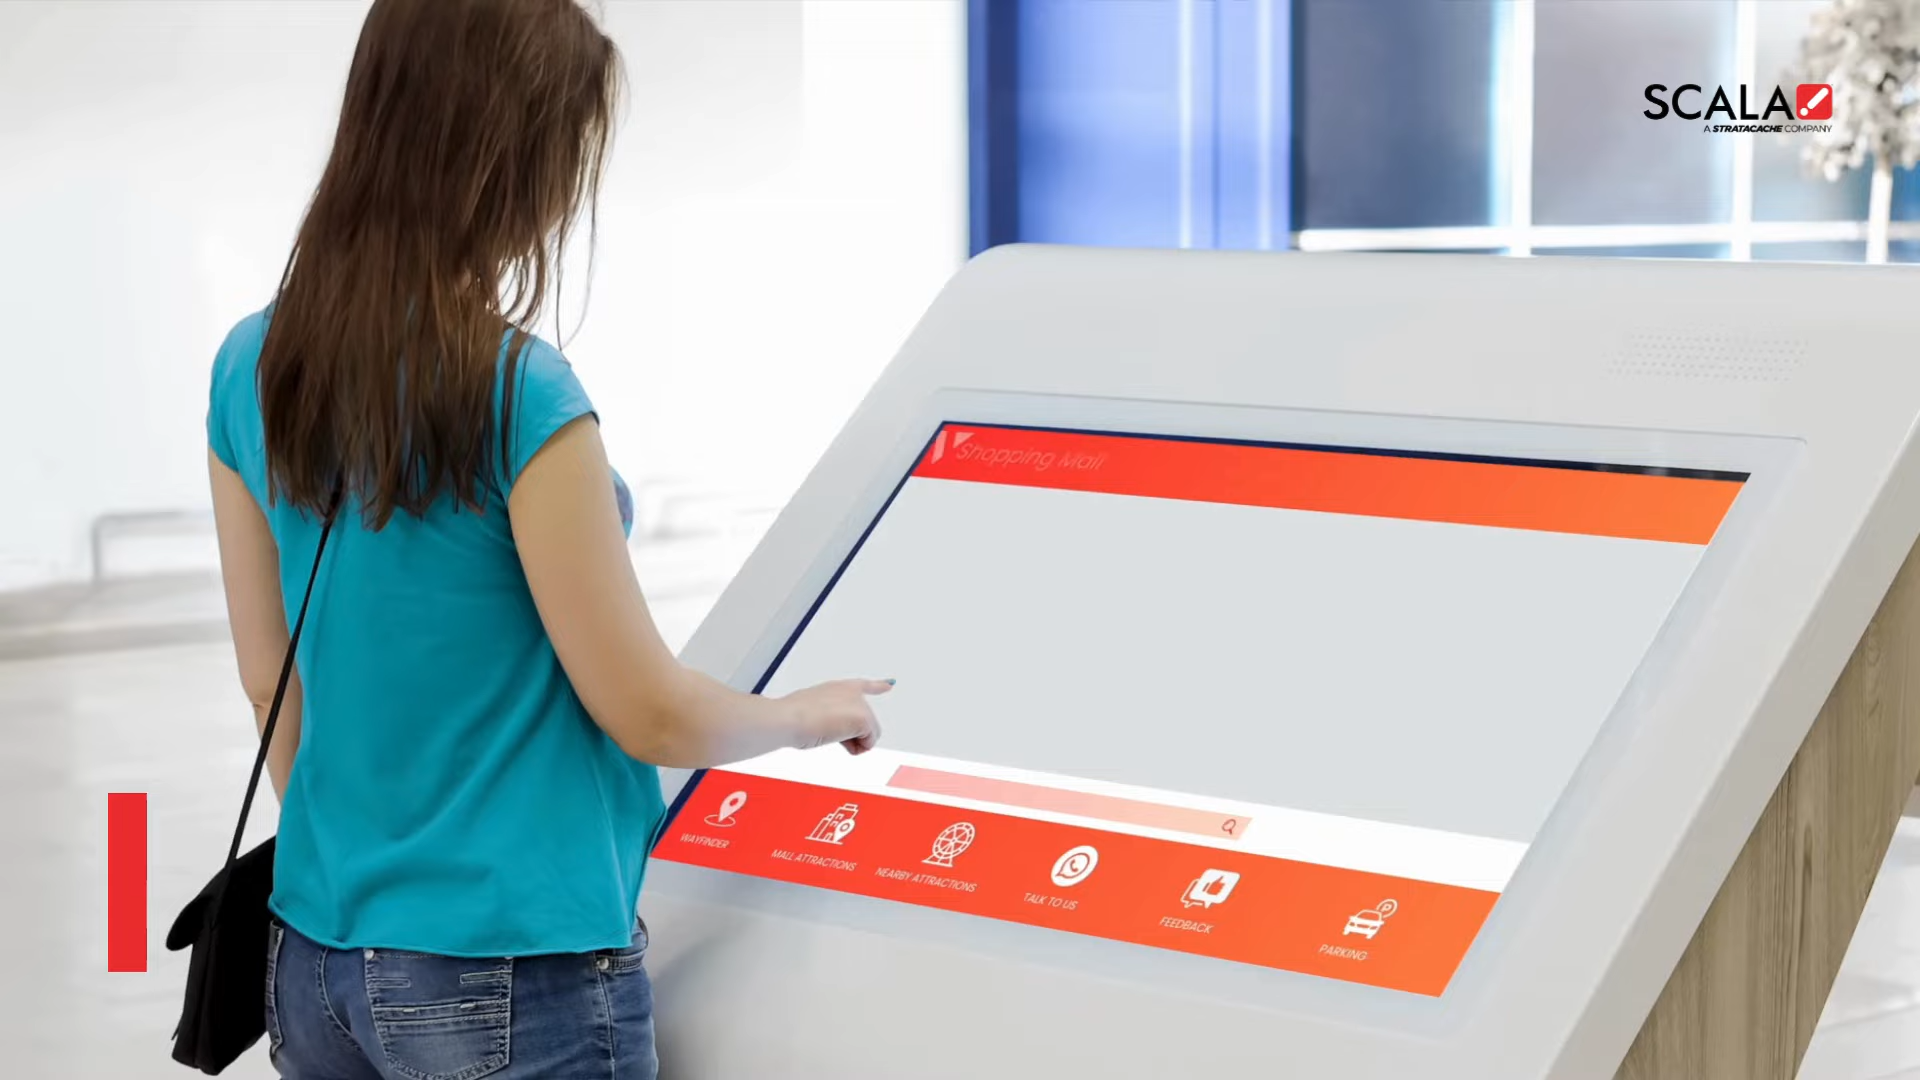 SCALA
A STRATACACHE COMPANY
Shopping Mall
WAYFINDER
MALL ATTRACTIONS
NEARBY ATTRACTIONS
TALK TO US
FEEDBACK
PARKING